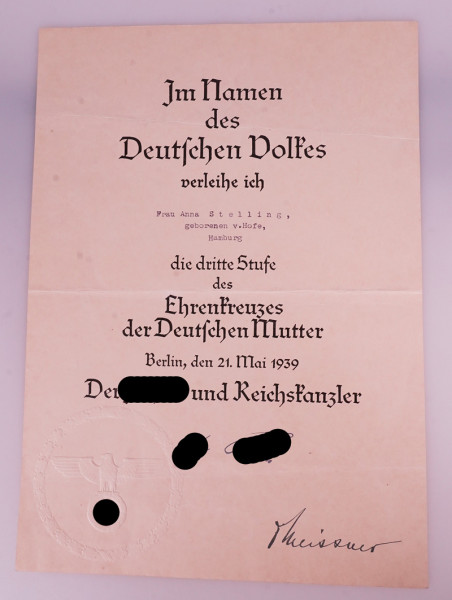 Im Namen
des
Deutschen Volkes
verleihe ich
Frau Anna Stelling,
geborenen v.Hofe,
Hamburg
die dritte Stufe
des
Ehrenkreuzes
der Deutschen Mutter
Berlin, den 21. Mai 1939
Der und Reichskanzler
Meissner